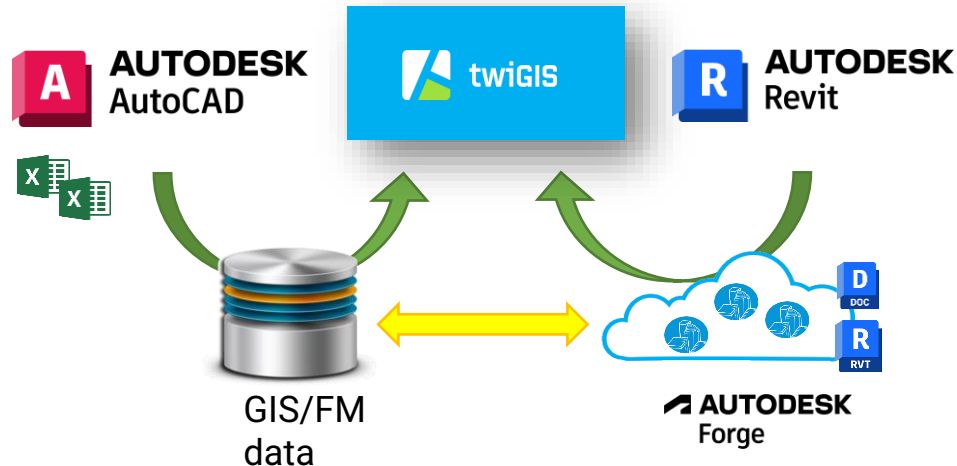 A
AUTODESK
AutoCAD
twiGIS
R
AUTODESK
Revit
X
X
D
DOC
R
RVT
GIS/FM
data
AUTODESK
Forge